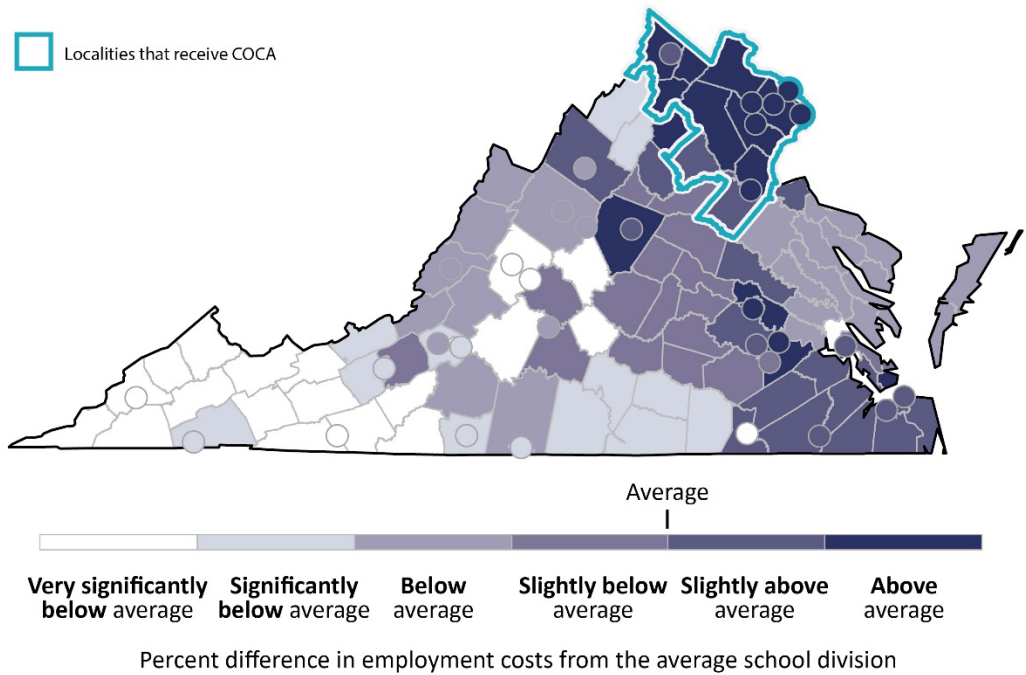 Localities that receive COCA
Average
Very significantly
below average
Significantly
below average
Below
average
Slightly below
average
Slightly above
average
Above
average
Percent difference in employment costs from the average school division